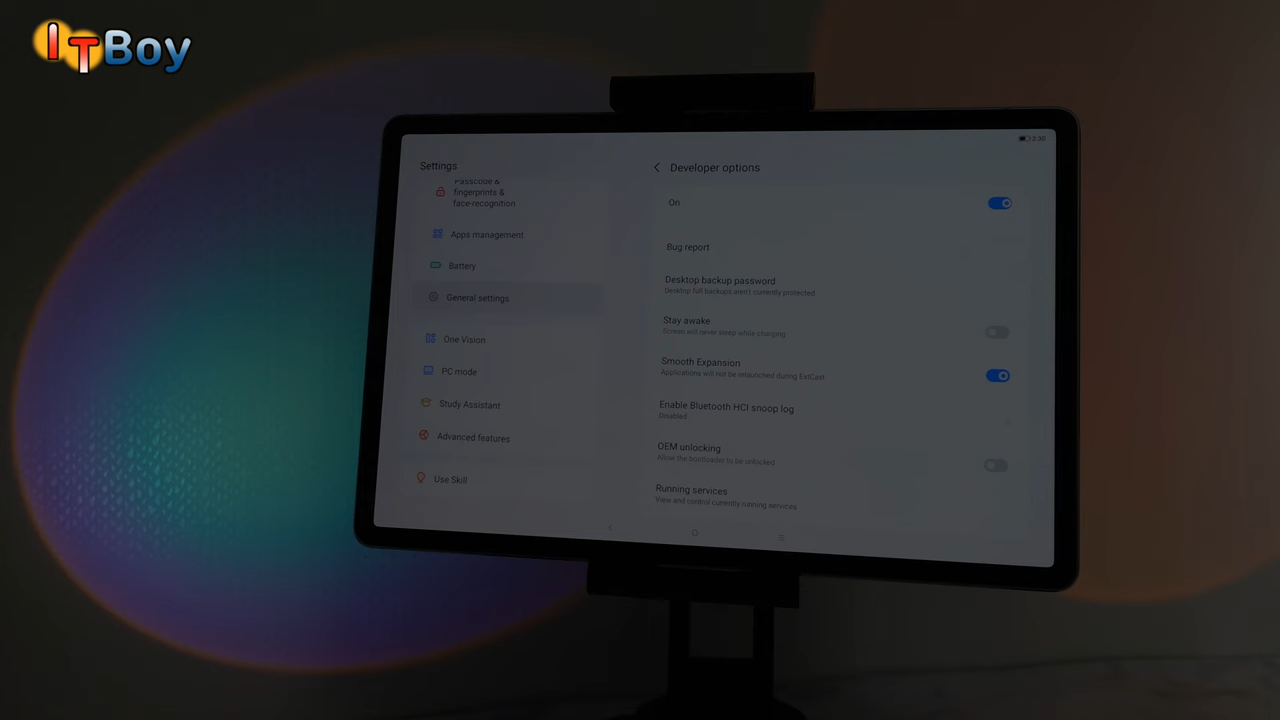 ITBoy
2:30
Settings
Passcode &
fingerprints &
face-recognition
Apps management
Battery
General settings
One Vision
PC mode
Study Assistant
Advanced features
Use Skill
Developer options
On
Bug report
Desktop backup password
Desktop full backups aren't currently protected
Stay awake
Screen will never sleep while charging
Smooth Expansion
Applications will not be relaunched during ExtCast
Enable Bluetooth HCI snoop log
Disabled
OEM unlocking
Allow the bootloader to be unlocked
Running services
View and control currently running services